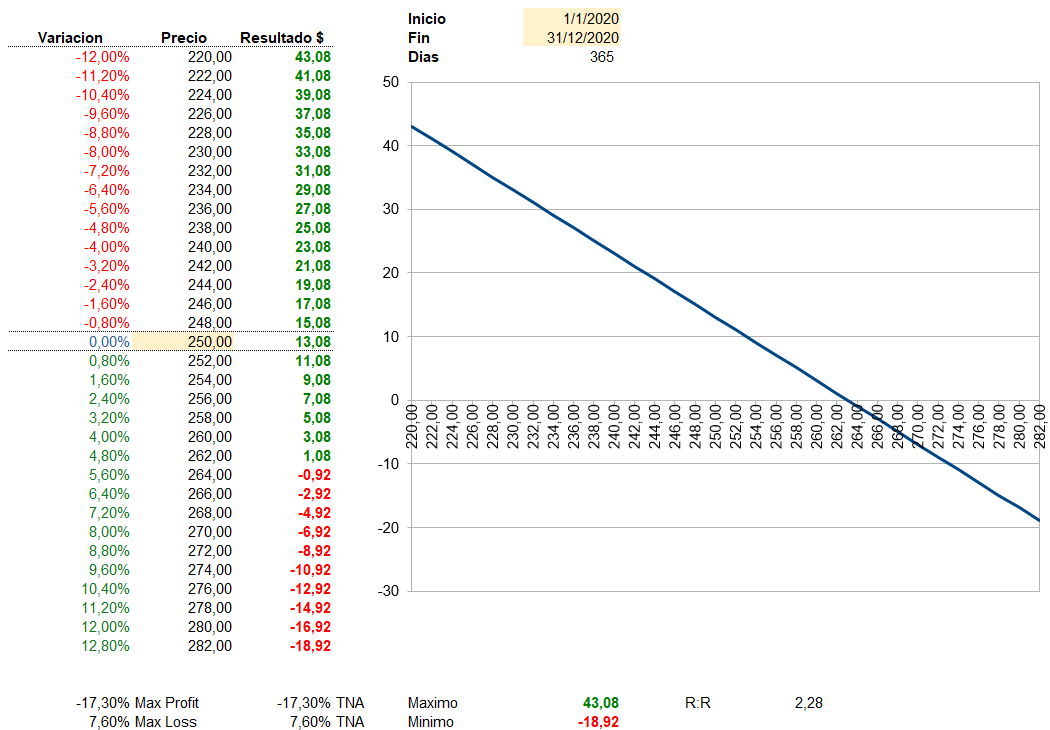 Inicio 1/1/2020
Fin 31/12/2020
Dias 365
Variacion Precio Resultado $
-12,00% 220,00 43,08
-11,20% 222,00 41,08
-10,40% 224,00 39,08
-9,60% 226,00 37,08
-8,80% 228,00 35,08
-8,00% 230,00 33,08
-7,20% 232,00 31,08
-6,40% 234,00 29,08
-5,60% 236,00 27,08
-4,80% 238,00 25,08
-4,00% 240,00 23,08
-3,20% 242,00 21,08
-2,40% 244,00 19,08
-1,60% 246,00 17,08
-0,80% 248,00 15,08
0,00% 250,00 13,08
0,80% 252,00 11,08
1,60% 254,00 9,08
2,40% 256,00 7,08
3,20% 258,00 5,08
4,00% 260,00 3,08
4,80% 262,00 1,08
5,60% 264,00 -0,92
6,40% 266,00 -2,92
7,20% 268,00 -4,92
8,00% 270,00 -6,92
8,80% 272,00 -8,92
9,60% 274,00 -10,92
10,40% 276,00 -12,92
11,20% 278,00 -14,92
12,00% 280,00 -16,92
12,80% 282,00 -18,92
50
40
30
20
10
0
-10
-20
-30
220,00
222,00
224,00
226,00
228,00
230,00
232,00
234,00
236,00
238,00
240,00
242,00
244,00
246,00
248,00
250,00
252,00
254,00
256,00
258,00
260,00
262,00
264,00
266,00
268,00
270,00
272,00
274,00
276,00
278,00
280,00
282,00
-17,30% Max Profit -17,30% TNA Maximo 43,08 R:R 2,28
7,60% Max Loss 7,60% TNA Minimo -18,92